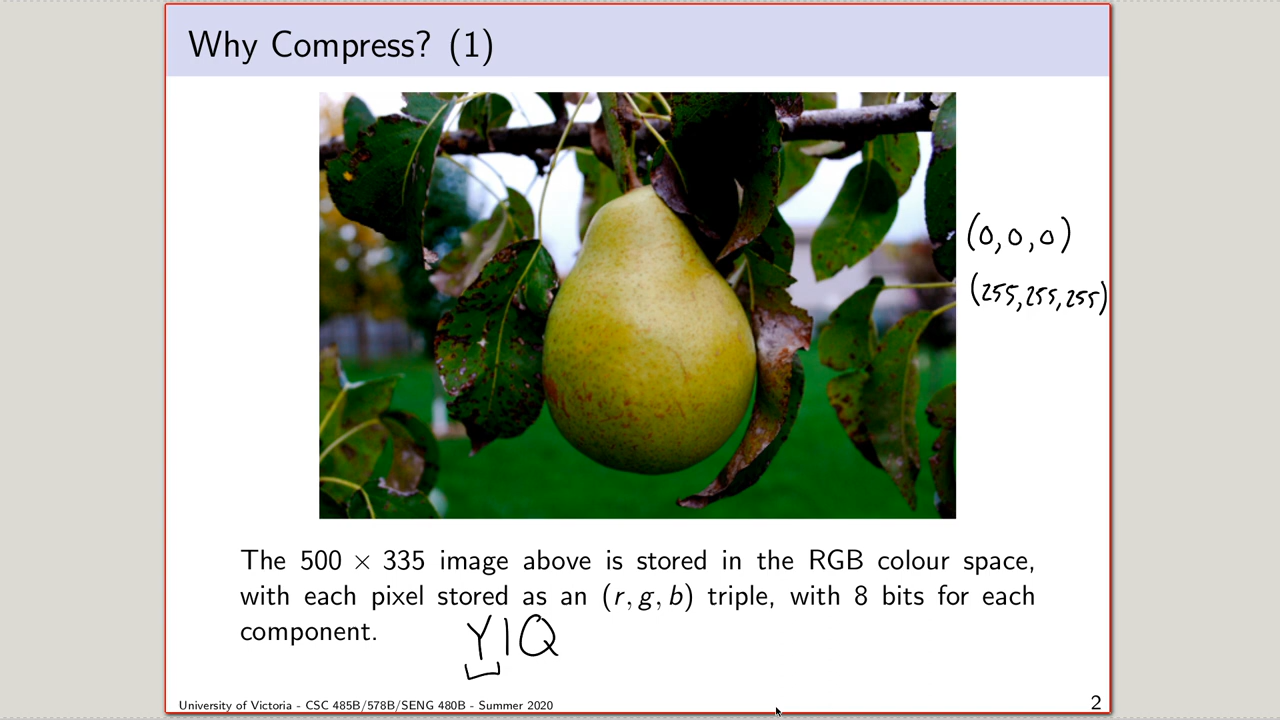 Why Compress? (1)
(0,0,0)
(255,255,255)
The 500 × 335 image above is stored in the RGB colour space,
with each pixel stored as an (r, g, b) triple, with 8 bits for each
component.
YIQ
University of Victoria - CSC 485B/578B/SENG 480B - Summer 2020
2